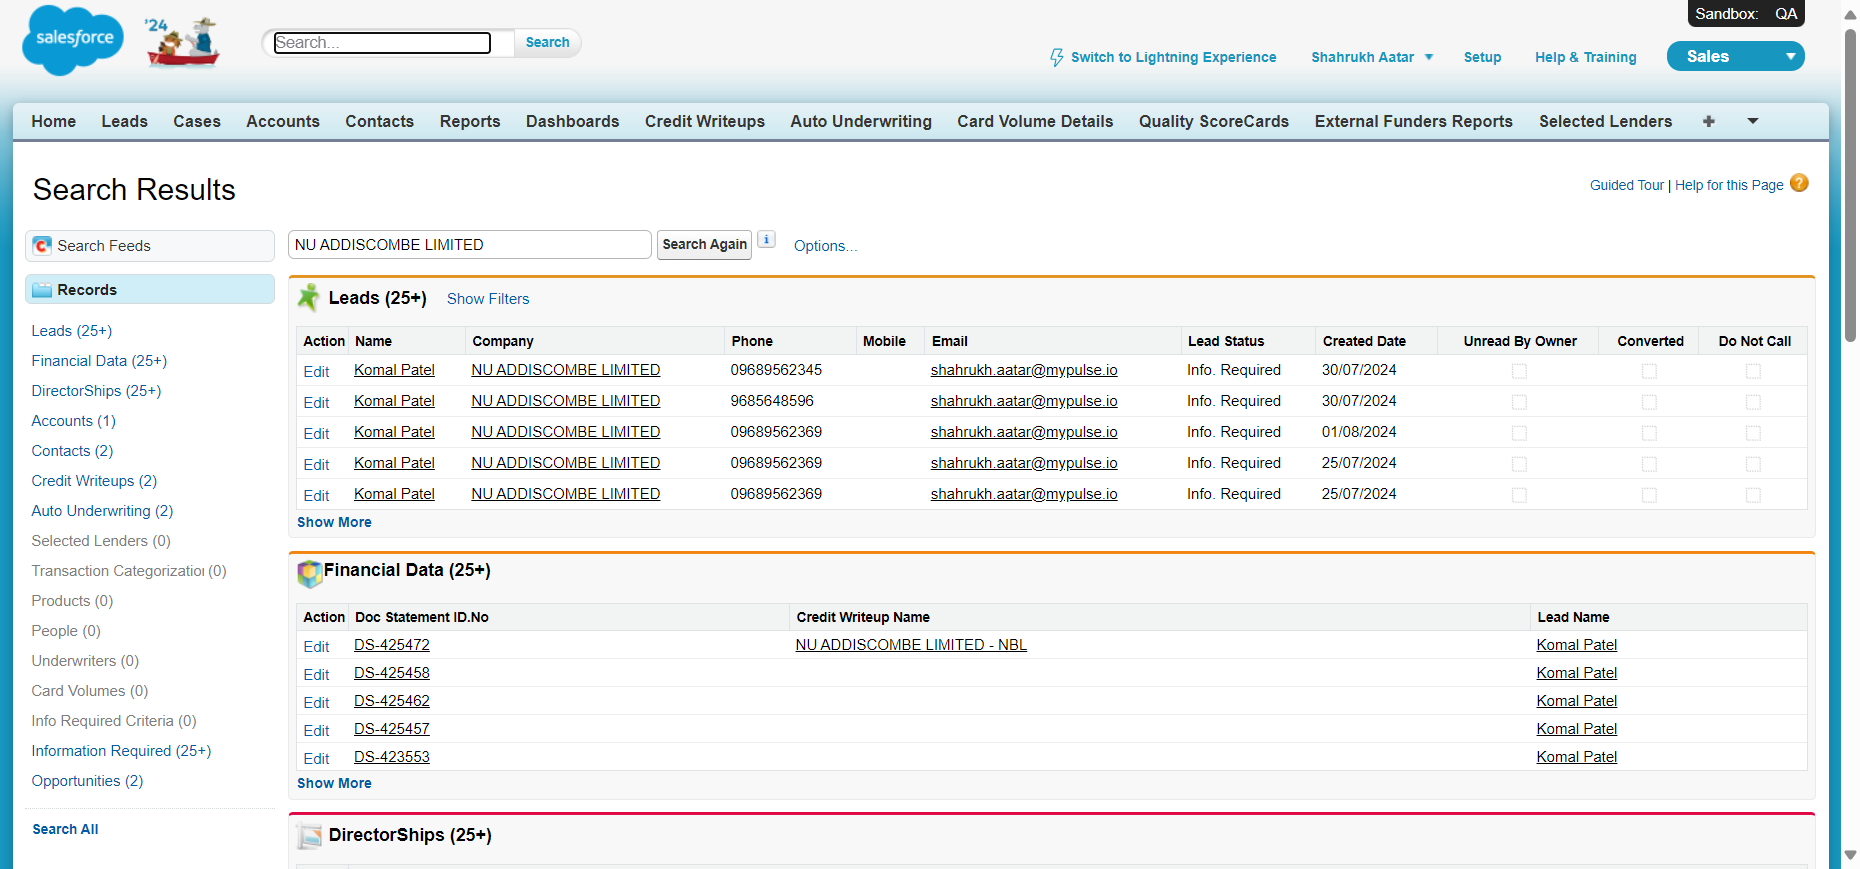 Sandbox: QA
salesforce
'24
Search...
Search
Switch to Lightning Experience
Shahrukh Aatar
Setup
Help & Training
Sales
Home Leads Cases Accounts Contacts Reports Dashboards Credit Writeups Auto Underwriting Card Volume Details Quality ScoreCards External Funders Reports Selected Lenders +
Search Results
Guided Tour | Help for this Page ?
Search Feeds
Records
Leads (25+)
Financial Data (25+)
DirectorShips (25+)
Accounts (1)
Contacts (2)
Credit Writeups (2)
Auto Underwriting (2)
Selected Lenders (0)
Transaction Categorization (0)
Products (0)
People (0)
Underwriters (0)
Card Volumes (0)
Info Required Criteria (0)
Information Required (25+)
Opportunities (2)
Search All
NU ADDISCOMBE LIMITED
Search Again
i
Options...
Leads (25+) Show Filters
Action Name Company Phone Mobile Email Lead Status Created Date Unread By Owner Converted Do Not Call
Edit Komal Patel NU ADDISCOMBE LIMITED 09689562345 shahrukh.aatar@mypulse.io Info. Required 30/07/2024
Edit Komal Patel NU ADDISCOMBE LIMITED 9685648596 shahrukh.aatar@mypulse.io Info. Required 30/07/2024
Edit Komal Patel NU ADDISCOMBE LIMITED 09689562369 shahrukh.aatar@mypulse.io Info. Required 01/08/2024
Edit Komal Patel NU ADDISCOMBE LIMITED 09689562369 shahrukh.aatar@mypulse.io Info. Required 25/07/2024
Edit Komal Patel NU ADDISCOMBE LIMITED 09689562369 shahrukh.aatar@mypulse.io Info. Required 25/07/2024
Show More
Financial Data (25+)
Action Doc Statement ID.No Credit Writeup Name Lead Name
Edit DS-425472 NU ADDISCOMBE LIMITED - NBL Komal Patel
Edit DS-425458 Komal Patel
Edit DS-425462 Komal Patel
Edit DS-425457 Komal Patel
Edit DS-423553 Komal Patel
Show More
DirectorShips (25+)